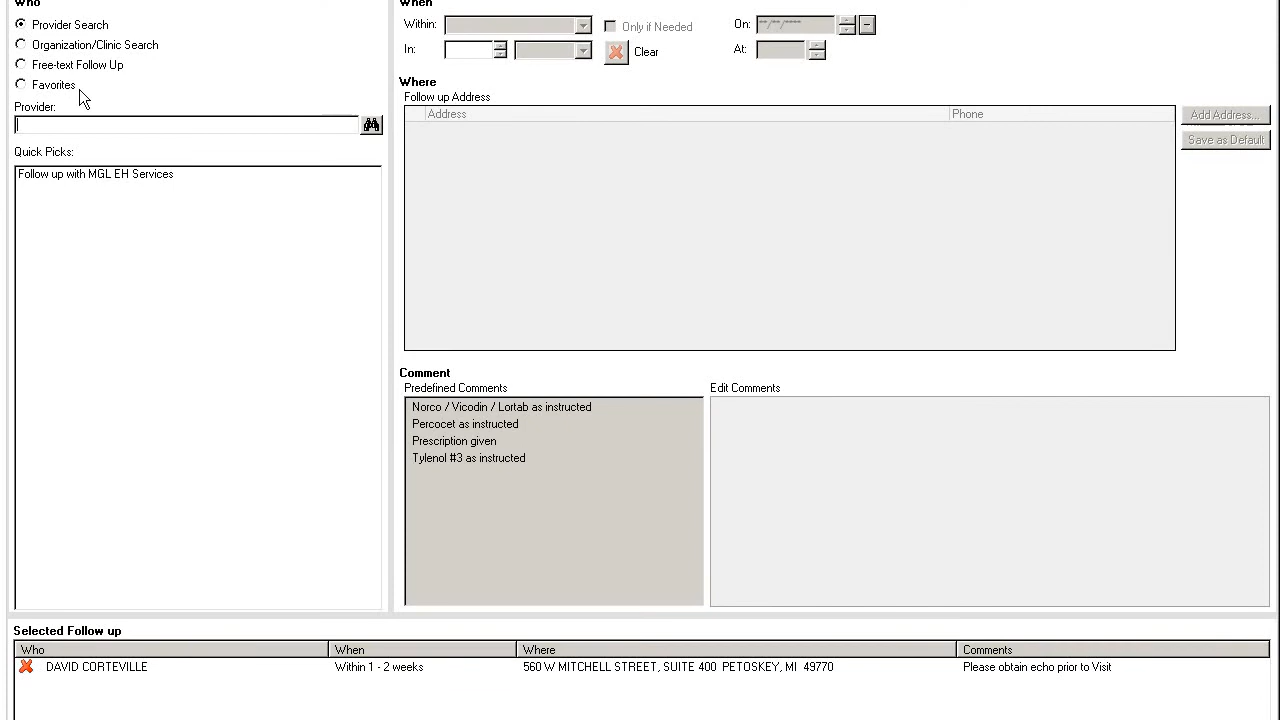 Who
Provider Search
Organization/Clinic Search
Free-text Follow Up
Favorites
Provider:
Quick Picks:
Follow up with MGL EH Services
When
Within:
Only if Needed
On: **/**/****
In:
Clear
At:
Where
Follow up Address
Address Phone
Add Address...
Save as Default
Comment
Predefined Comments
Edit Comments
Norco / Vicodin / Lortab as instructed
Percocet as instructed
Prescription given
Tylenol #3 as instructed
Selected Follow up
Who When Where Comments
DAVID CORTEVILLE Within 1 - 2 weeks 560 W MITCHELL STREET, SUITE 400 PETOSKEY, MI 49770 Please obtain echo prior to Visit